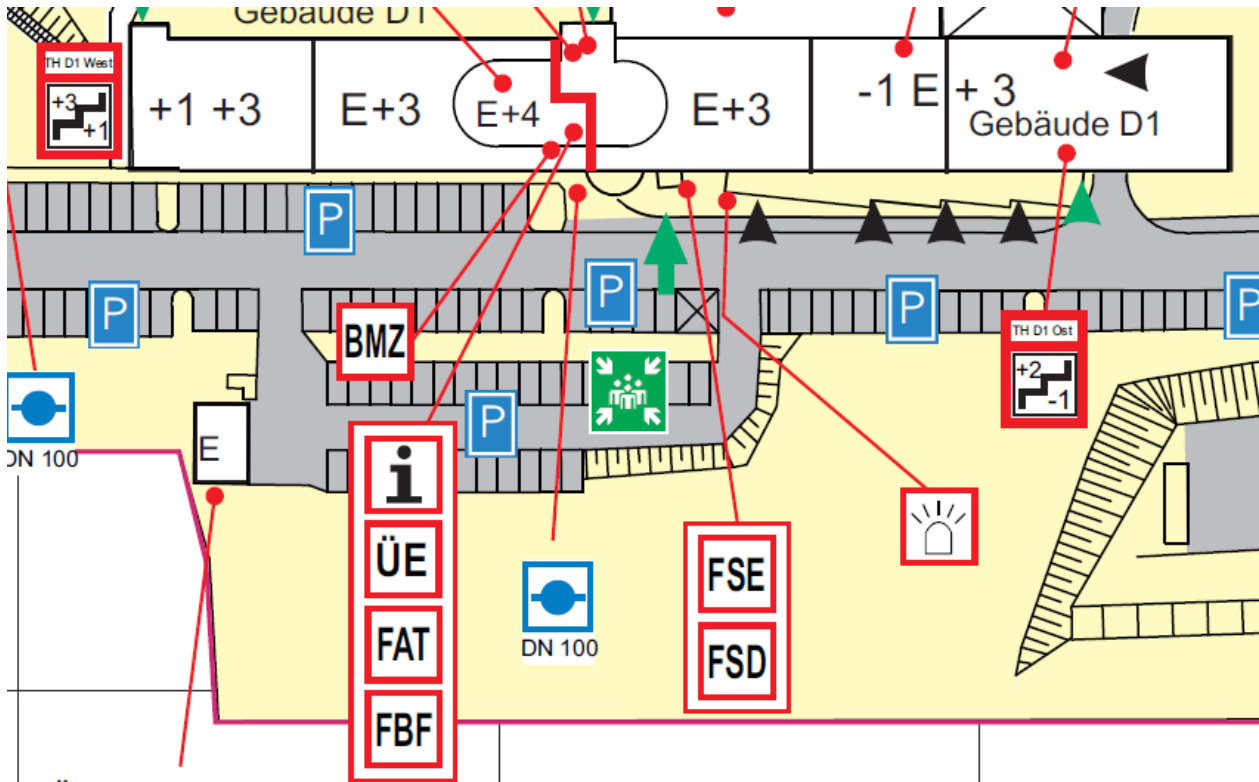 Gebäude D1
TH D1 West
+3
+1
+1 +3
E+3
E+4
E+3
-1 E + 3
Gebäude D1
P
P
P
P
P
P
BMZ
TH D1 Ost
+2
-1
DN 100
E
i
ÜE
FAT
FBF
DN 100
FSE
FSD